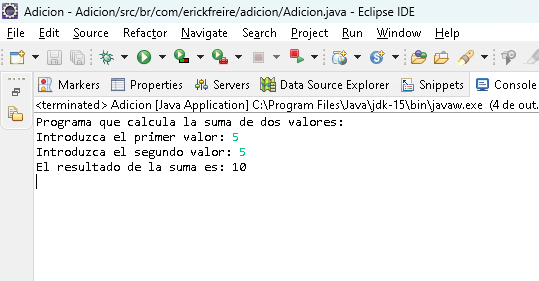 Adicion - Adicion/src/br/com/erickfreire/adicion/Adicion.java - Eclipse IDE
File Edit Source Refactor Navigate Search Project Run Window Help
Markers Properties Servers Data Source Explorer Snippets Console
<terminated> Adicion [Java Application] C:\Program Files\Java\jdk-15\bin\javaw.exe (4 de out.
Programa que calcula la suma de dos valores:
Introduzca el primer valor: 5
Introduzca el segundo valor: 5
El resultado de la suma es: 10